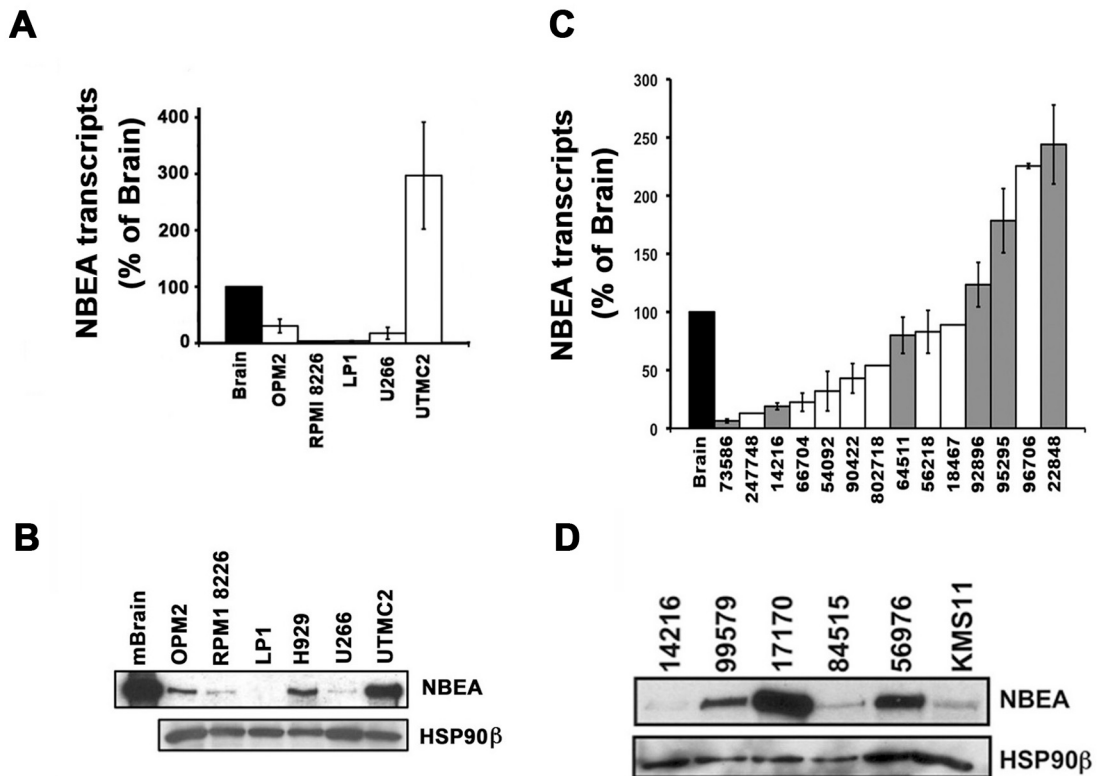 A
NBEA transcripts
(% of Brain)
400
300
200
100
0
Brain
OPM2
RPMI 8226
LP1
U266
UTMC2
C
NBEA transcripts
(% of Brain)
300
250
200
150
100
50
0
Brain
73586
247748
14216
66704
54092
90422
802718
64511
56218
18467
92896
95295
96706
22848
B
mBrain
OPM2
RPM1 8226
LP1
H929
U266
UTMC2
NBEA
HSP90β
D
14216
99579
17170
84515
56976
KMS11
NBEA
HSP90β